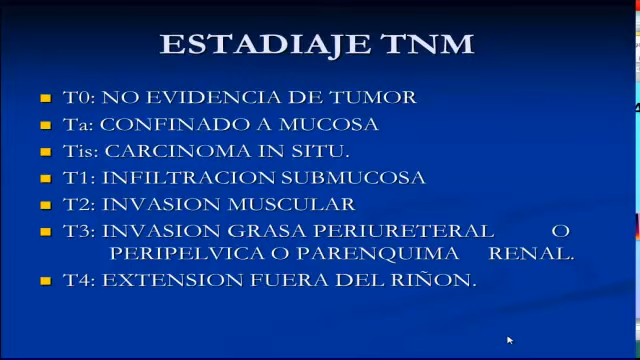 ESTADIAJE TNM
T0: NO EVIDENCIA DE TUMOR
Ta: CONFINADO A MUCOSA
Tis: CARCINOMA IN SITU.
T1: INFILTRACION SUBMUCOSA
T2: INVASION MUSCULAR
T3: INVASION GRASA PERIURETERAL O
PERIPELVICA O PARENQUIMA RENAL.
T4: EXTENSION FUERA DEL RIÑON.